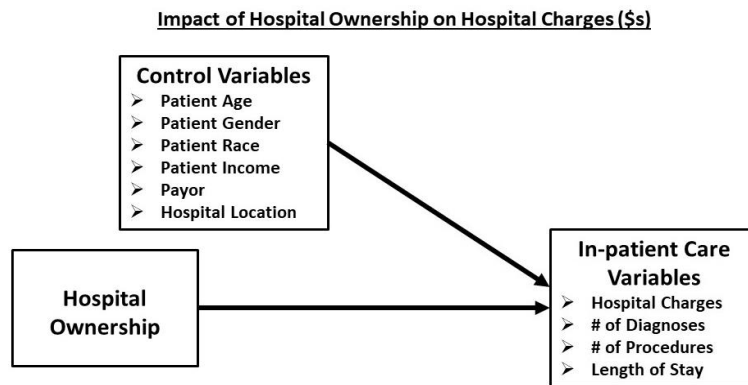 Impact of Hospital Ownership on Hospital Charges ($s)
Control Variables
➢ Patient Age
➢ Patient Gender
➢ Patient Race
➢ Patient Income
➢ Payor
➢ Hospital Location
Hospital
Ownership
In-patient Care
Variables
➢ Hospital Charges
➢ # of Diagnoses
➢ # of Procedures
➢ Length of Stay